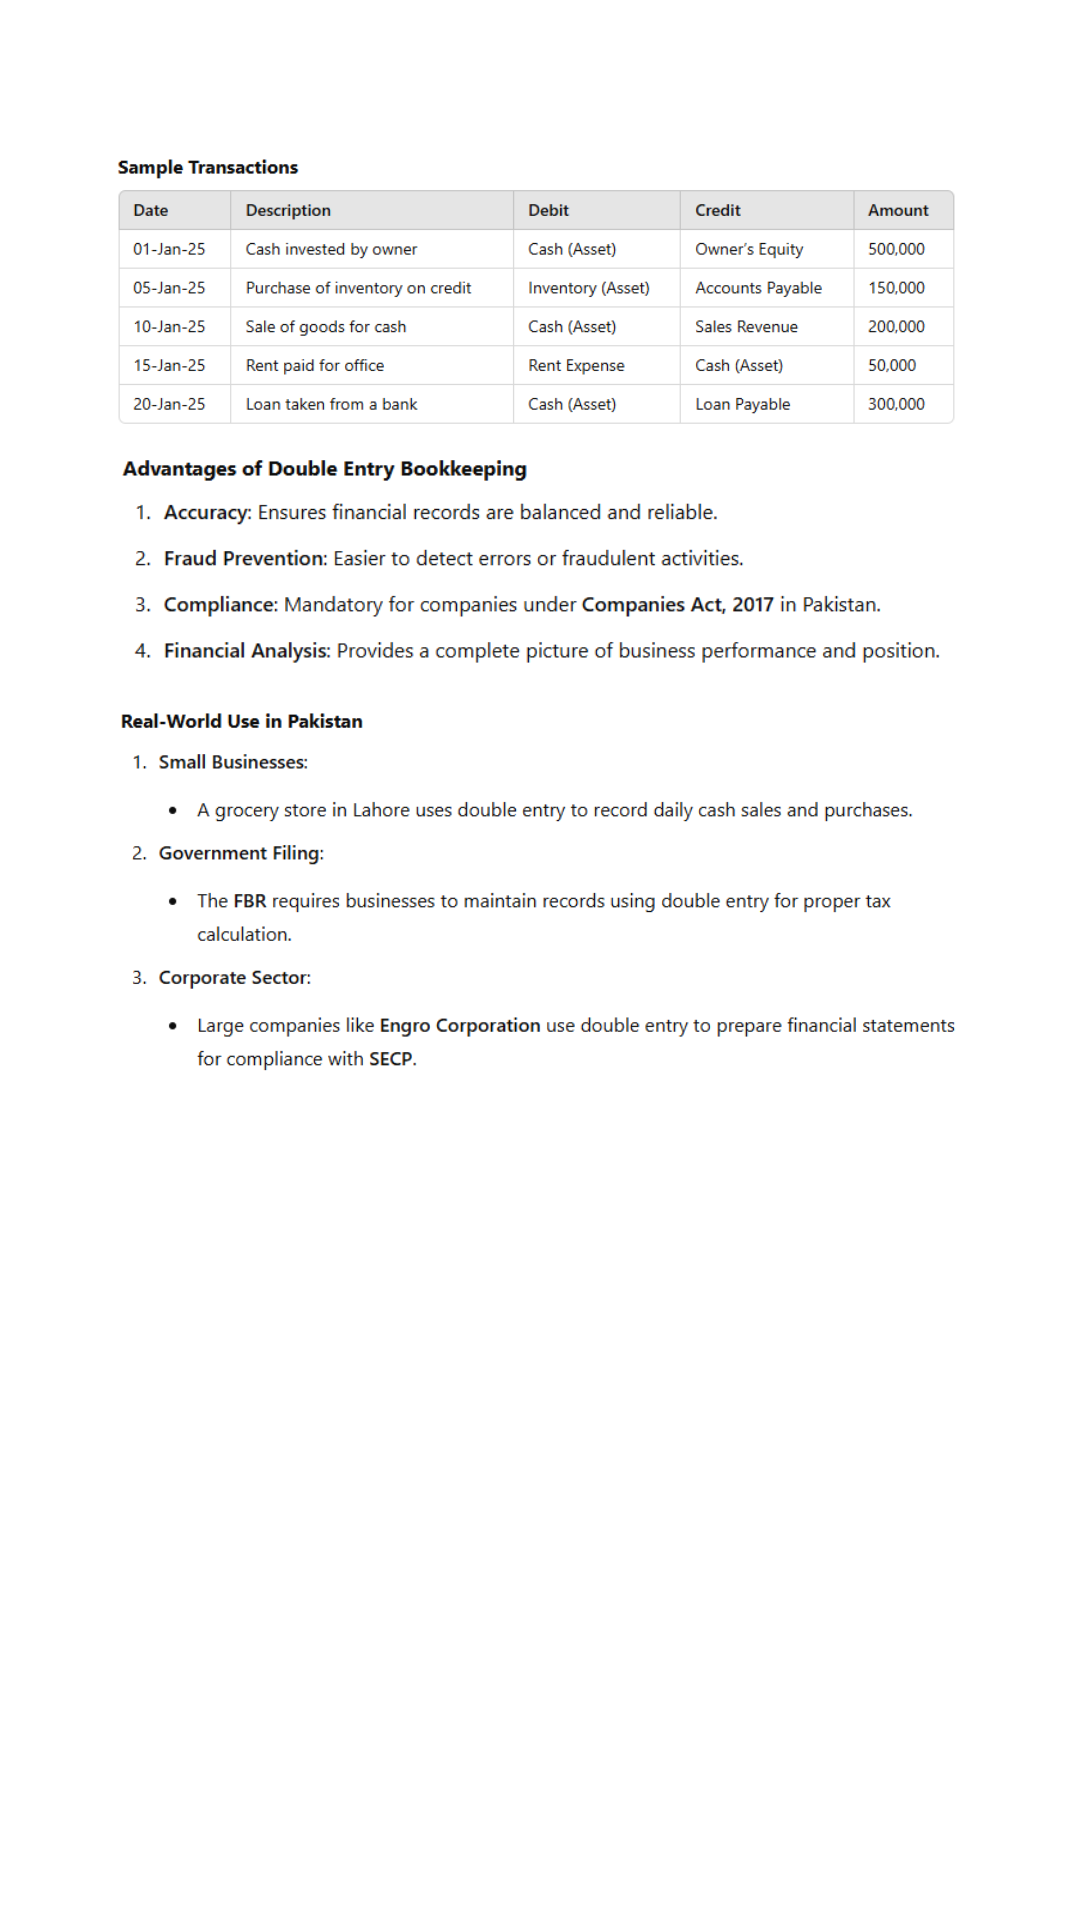 Sample Transactions
Date Description Debit Credit Amount
01-Jan-25 Cash invested by owner Cash (Asset) Owner’s Equity 500,000
05-Jan-25 Purchase of inventory on credit Inventory (Asset) Accounts Payable 150,000
10-Jan-25 Sale of goods for cash Cash (Asset) Sales Revenue 200,000
15-Jan-25 Rent paid for office Rent Expense Cash (Asset) 50,000
20-Jan-25 Loan taken from a bank Cash (Asset) Loan Payable 300,000
Advantages of Double Entry Bookkeeping
1. Accuracy: Ensures financial records are balanced and reliable.
2. Fraud Prevention: Easier to detect errors or fraudulent activities.
3. Compliance: Mandatory for companies under Companies Act, 2017 in Pakistan.
4. Financial Analysis: Provides a complete picture of business performance and position.
Real-World Use in Pakistan
1. Small Businesses:
• A grocery store in Lahore uses double entry to record daily cash sales and purchases.
2. Government Filing:
• The FBR requires businesses to maintain records using double entry for proper tax
calculation.
3. Corporate Sector:
• Large companies like Engro Corporation use double entry to prepare financial statements
for compliance with SECP.